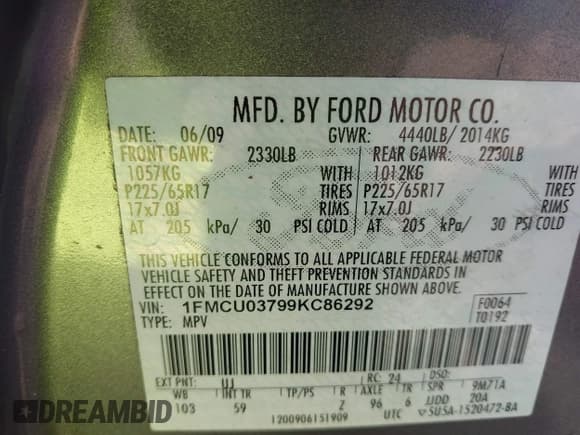 MFD. BY FORD MOTOR CO.
DATE: 06/09 GVWR: 4440LB/ 2014KG
FRONT GAWR: 2330LB REAR GAWR: 2230LB
1057KG WITH 1012KG WITH
P225/65R17 TIRES P225/65R17 TIRES
17x7.0J RIMS 17x7.0J RIMS
AT 205 kPa/ 30 PSI COLD AT 205 kPa/ 30 PSI COLD
THIS VEHICLE CONFORMS TO ALL APPLICABLE FEDERAL MOTOR
VEHICLE SAFETY AND THEFT PREVENTION STANDARDS IN
EFFECT ON THE DATE OF MANUFACTURE SHOWN ABOVE.
VIN: 1FMCU03799KC86292 F0064
TYPE: MPV T0192
EXT PNT: UJ RC: 24 DSO:
WB INT TR TP/PS R AXLE TR SPR 9M71A
103 59 Z 96 6 JJDD 20A
1200906151909 UTC 5U5A-1520472-BA
DREAMBID